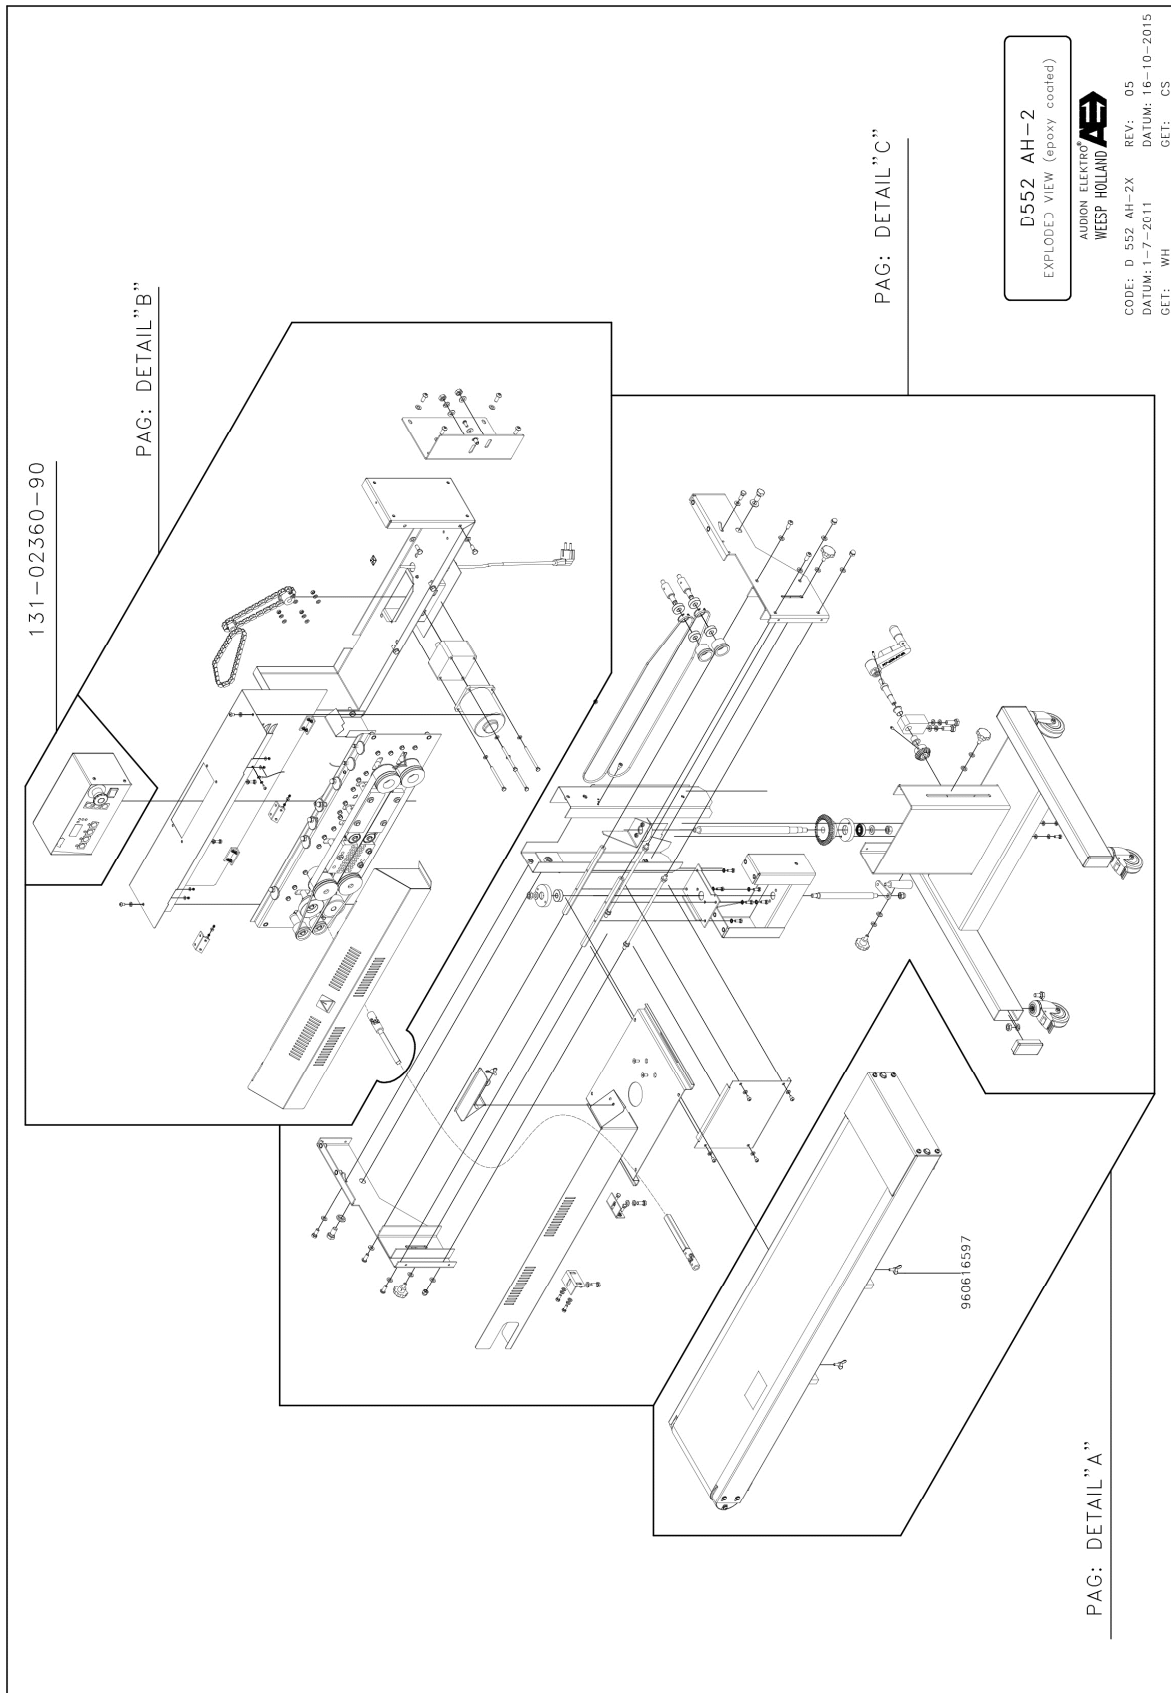 131-02360-90
PAG: DETAIL"B"
PAG: DETAIL"C"
D552 AH-2
EXPLODED VIEW (epoxy coated)
AUDION ELEKTRO®
WEESP HOLLAND
CODE: D 552 AH-2X REV: 05
DATUM: 1-7-2011 DATUM: 16-10-2015
GET: WH GET: CS
960616597
PAG: DETAIL"A"